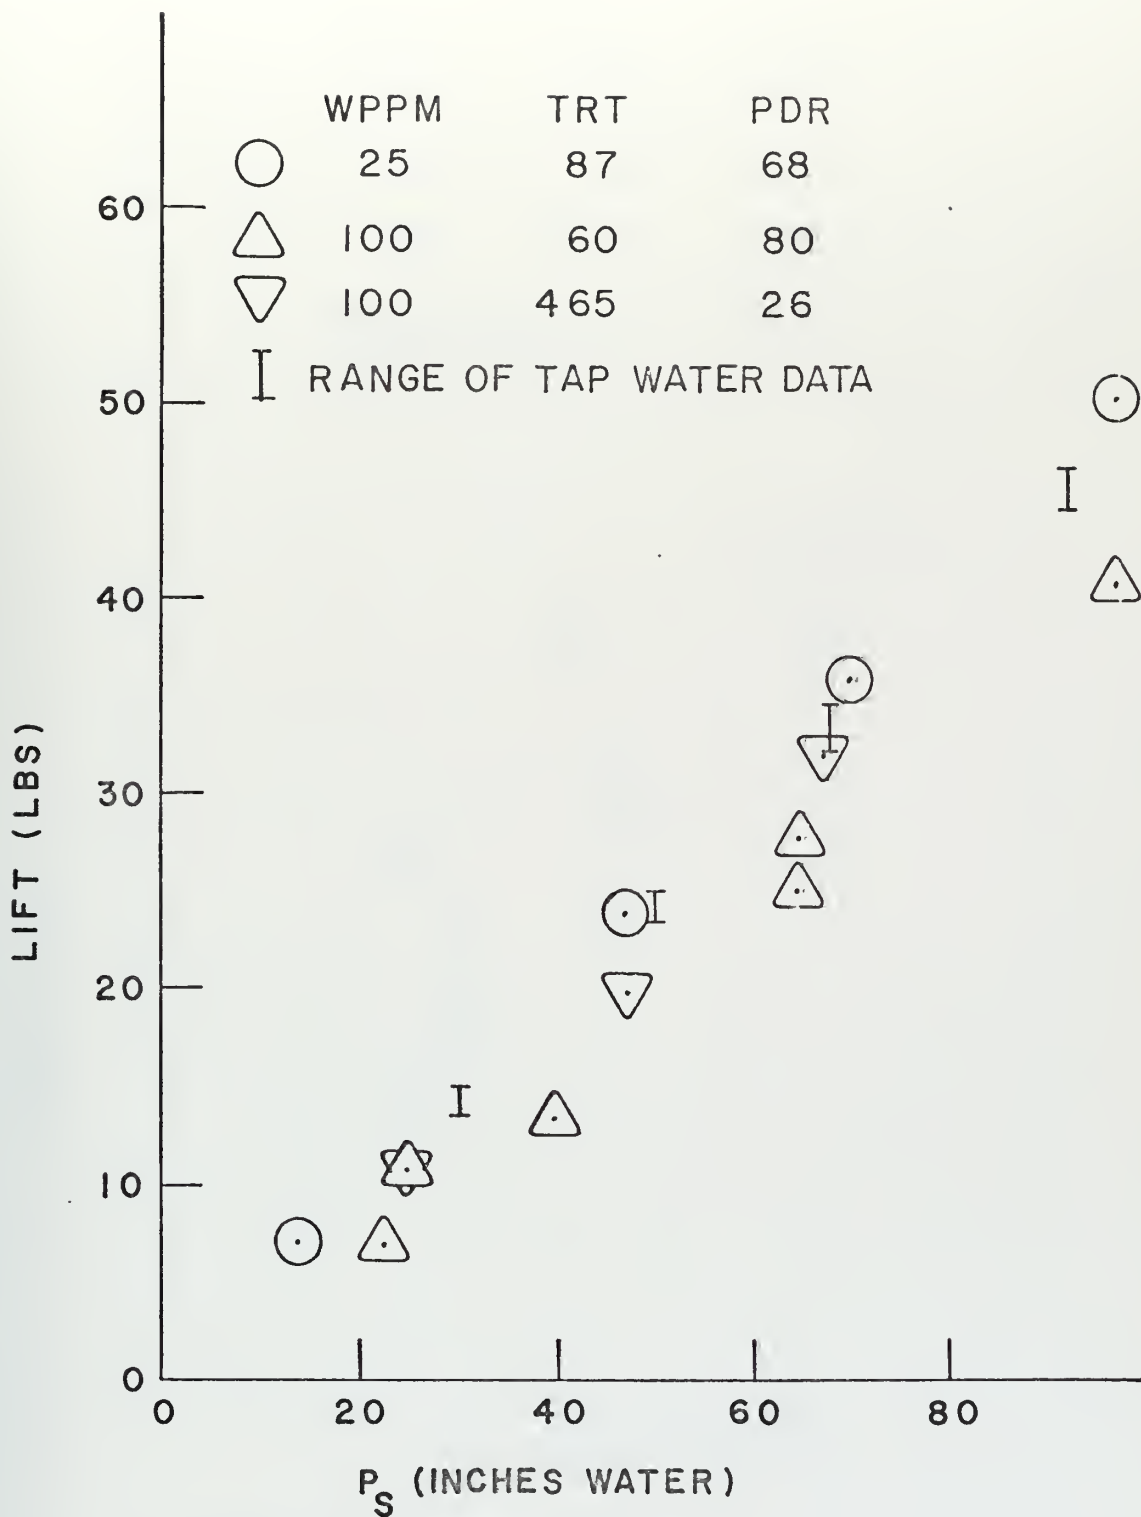 WPPM TRT PDR
25 87 68
100 60 80
100 465 26
RANGE OF TAP WATER DATA
60
50
40
30
20
10
0
LIFT (LBS)
0 20 40 60 80
PS (INCHES WATER)